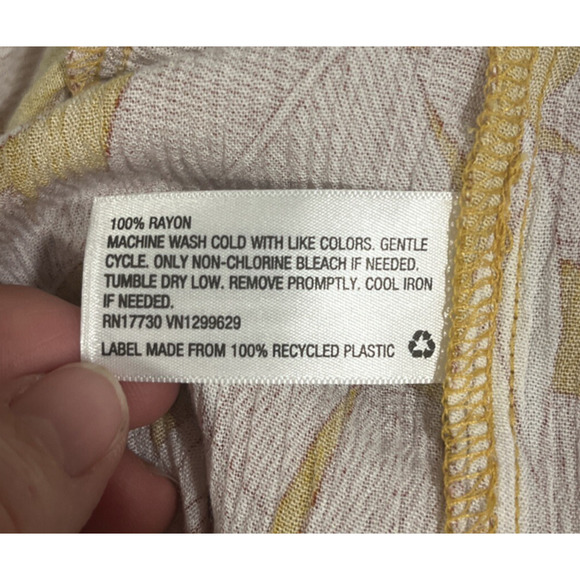 100% RAYON
MACHINE WASH COLD WITH LIKE COLORS. GENTLE
CYCLE. ONLY NON-CHLORINE BLEACH IF NEEDED.
TUMBLE DRY LOW. REMOVE PROMPTLY. COOL IRON
IF NEEDED.
RN17730 VN1299629
LABEL MADE FROM 100% RECYCLED PLASTIC